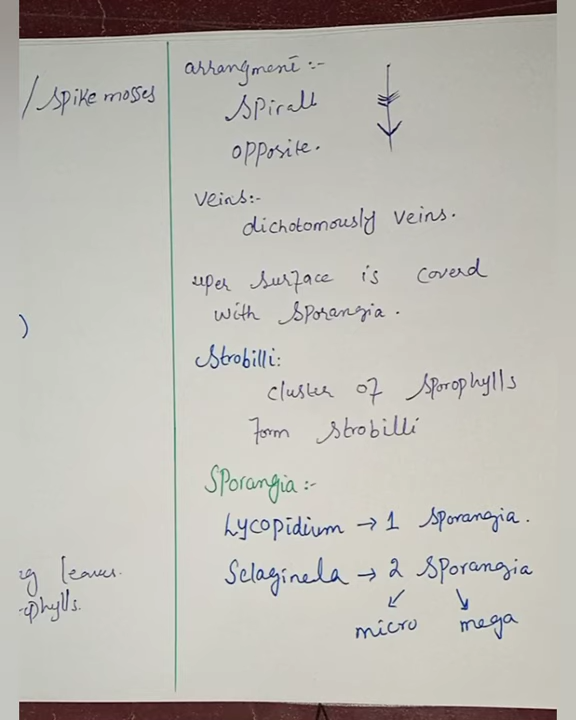 / Spike mosses
)
ng leaves.
-phylls.
arrangment :-
Spirall
opposite.
Veins:-
dichotomously veins.
uper surface is coverd
with sporangia.
Strobilli:
cluster of sporophylls
form strobilli
Sporangia :-
Lycopidium → 1 sporangia.
Selaginela → 2 sporangia
micro mega